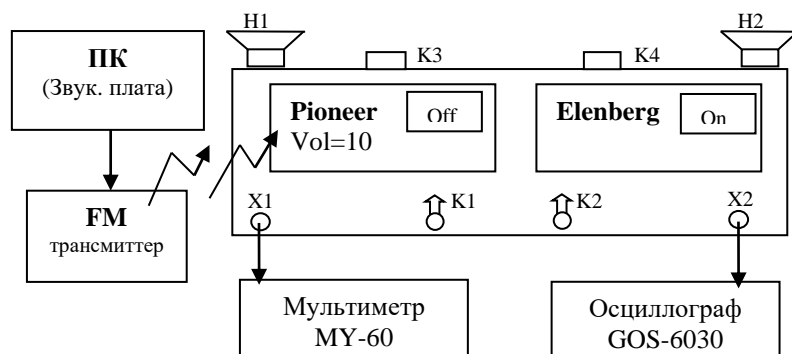 H1
H2
ПК
(Звук. плата)
K3
K4
Pioneer
Off
Vol=10
Elenberg
On
FM
трансмиттер
X1
K1
K2
X2
Мультиметр
MY-60
Осциллограф
GOS-6030